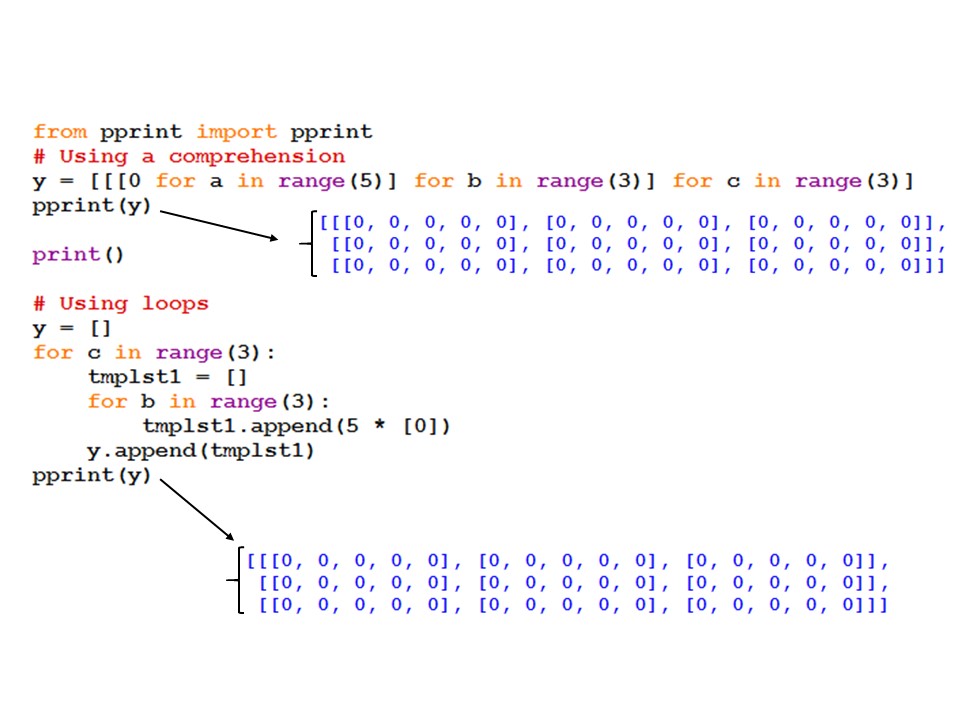 from pprint import pprint
# Using a comprehension
y = [[[0 for a in range(5)] for b in range(3)] for c in range(3)]
pprint(y)
[[[0, 0, 0, 0, 0], [0, 0, 0, 0, 0], [0, 0, 0, 0, 0]],
[[0, 0, 0, 0, 0], [0, 0, 0, 0, 0], [0, 0, 0, 0, 0]],
[[0, 0, 0, 0, 0], [0, 0, 0, 0, 0], [0, 0, 0, 0, 0]]]
print()
# Using loops
y = []
for c in range(3):
    tmplst1 = []
    for b in range(3):
        tmplst1.append(5 * [0])
    y.append(tmplst1)
pprint(y)
[[[0, 0, 0, 0, 0], [0, 0, 0, 0, 0], [0, 0, 0, 0, 0]],
[[0, 0, 0, 0, 0], [0, 0, 0, 0, 0], [0, 0, 0, 0, 0]],
[[0, 0, 0, 0, 0], [0, 0, 0, 0, 0], [0, 0, 0, 0, 0]]]